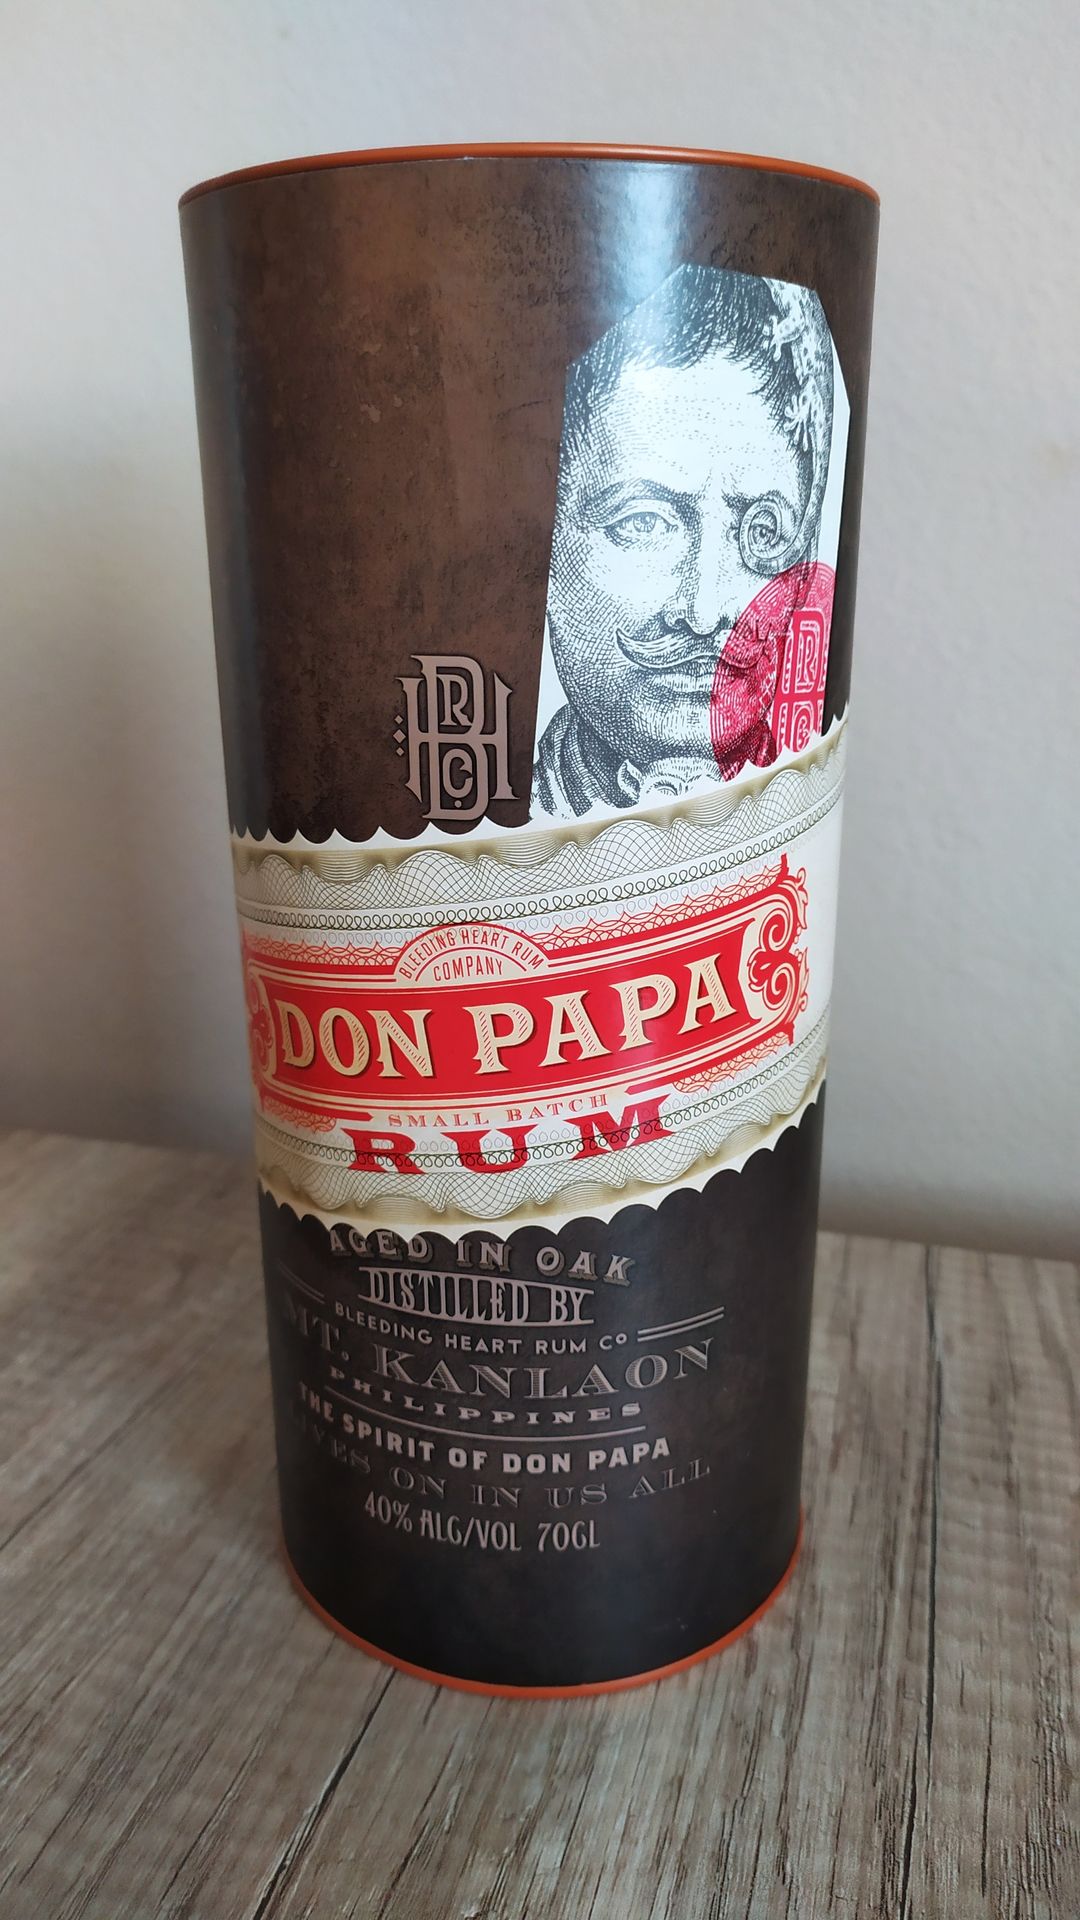 BHRC
BHRC
BLEEDING HEART RUM
COMPANY
DON PAPA
SMALL BATCH
RUM
AGED IN OAK
DISTILLED BY
BLEEDING HEART RUM Cº
MT. KANLAON
PHILIPPINES
THE SPIRIT OF DON PAPA
LIVES ON IN US ALL
40% ALC/VOL 70CL